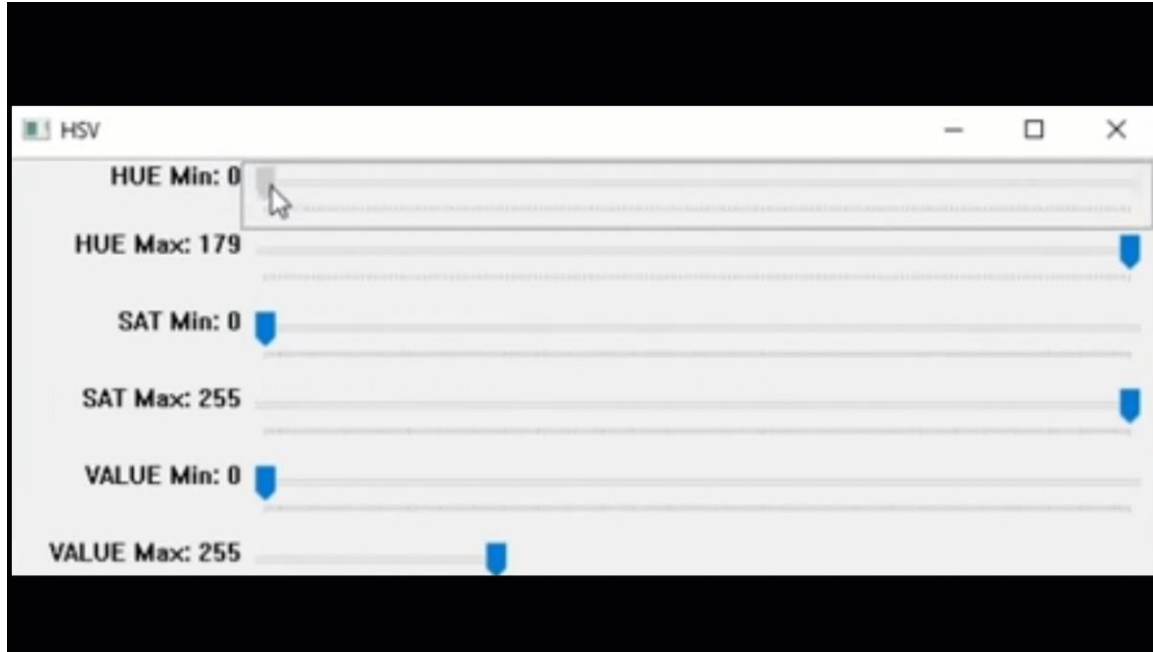 HSV
HUE Min: 0
HUE Max: 179
SAT Min: 0
SAT Max: 255
VALUE Min: 0
VALUE Max: 255